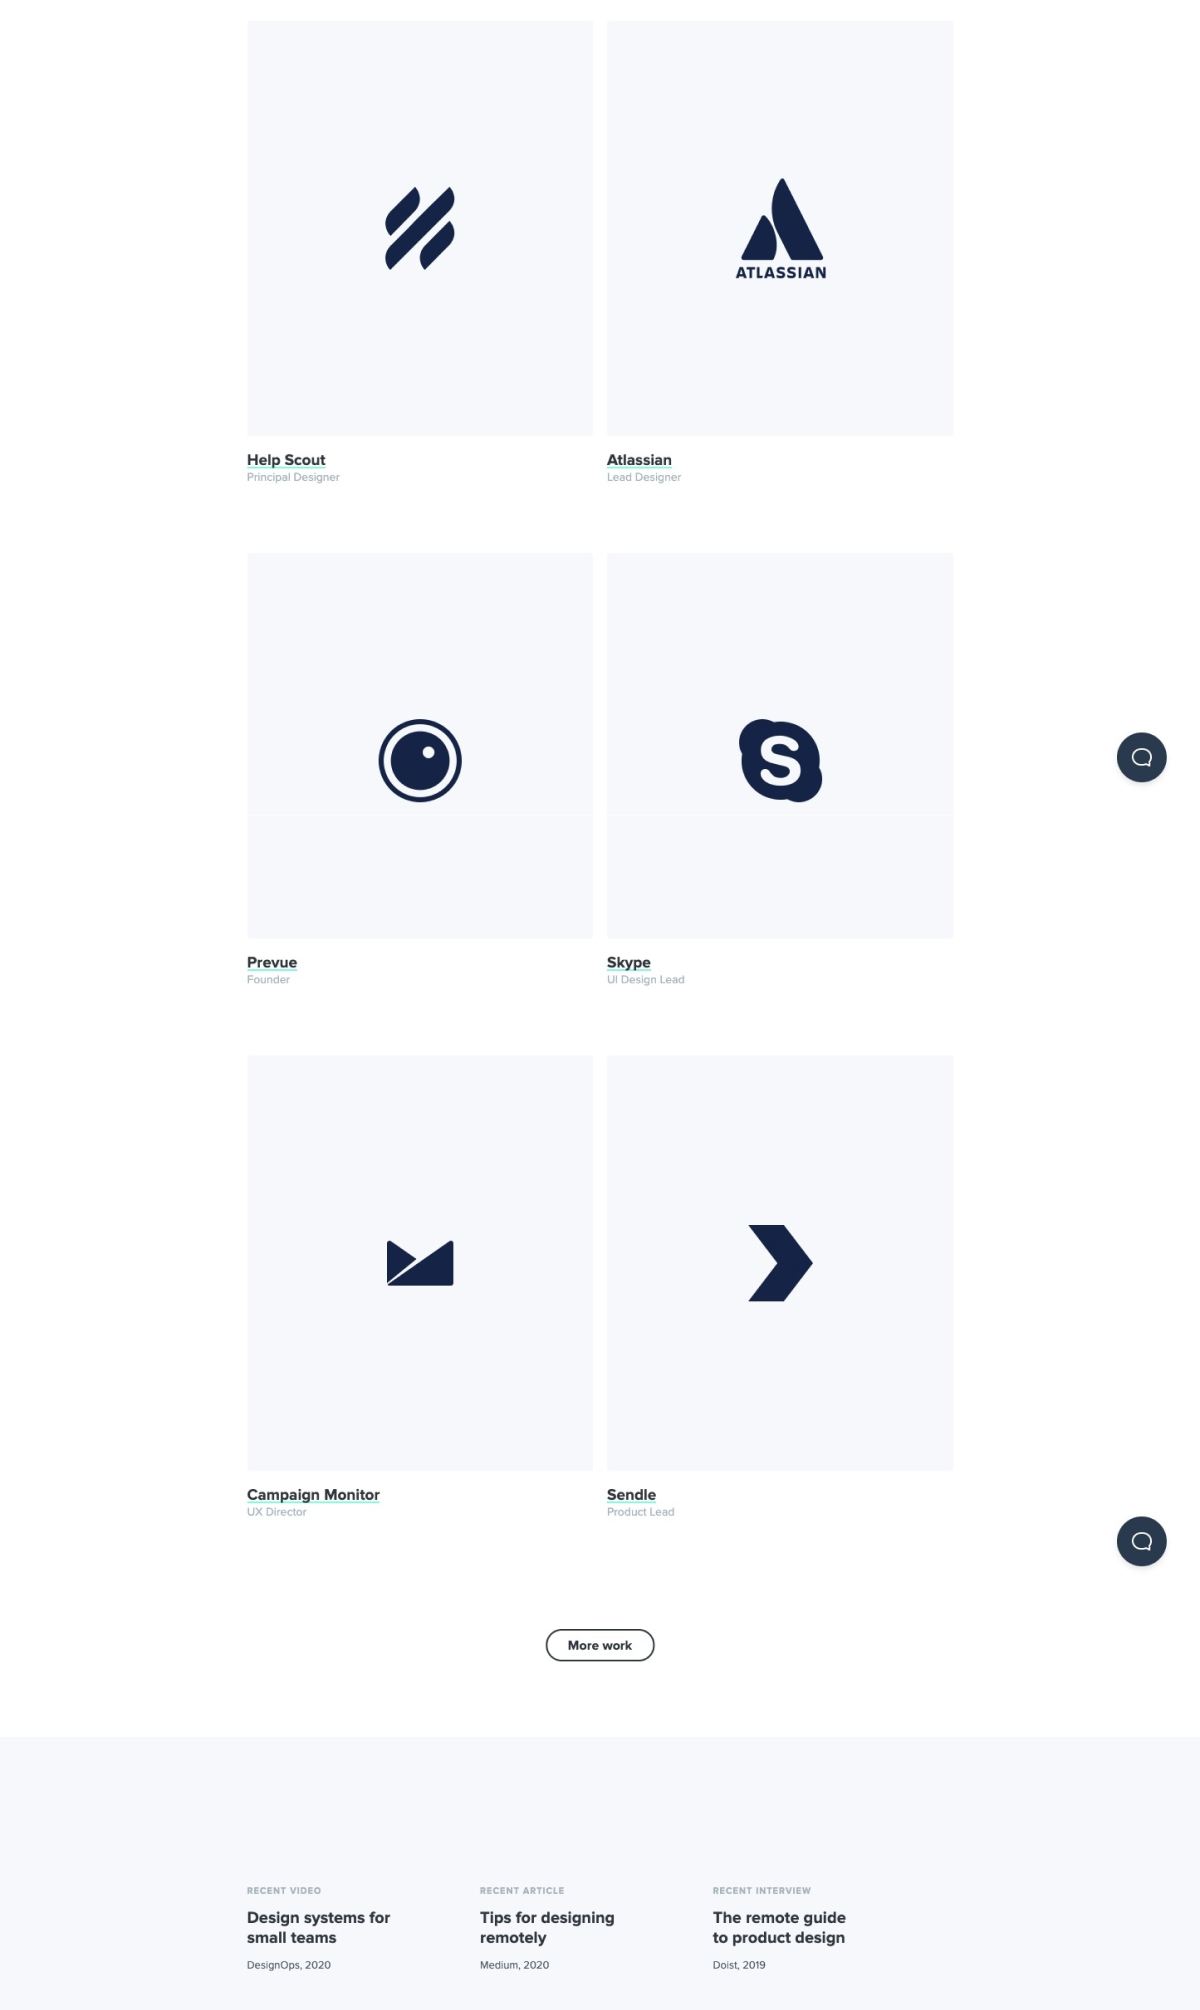 ATLASSIAN
Help Scout
Principal Designer
Atlassian
Lead Designer
S
Prevue
Founder
Skype
UI Design Lead
Campaign Monitor
UX Director
Sendle
Product Lead
More work
RECENT VIDEO
Design systems for
small teams
DesignOps, 2020
RECENT ARTICLE
Tips for designing
remotely
Medium, 2020
RECENT INTERVIEW
The remote guide
to product design
Doist, 2019